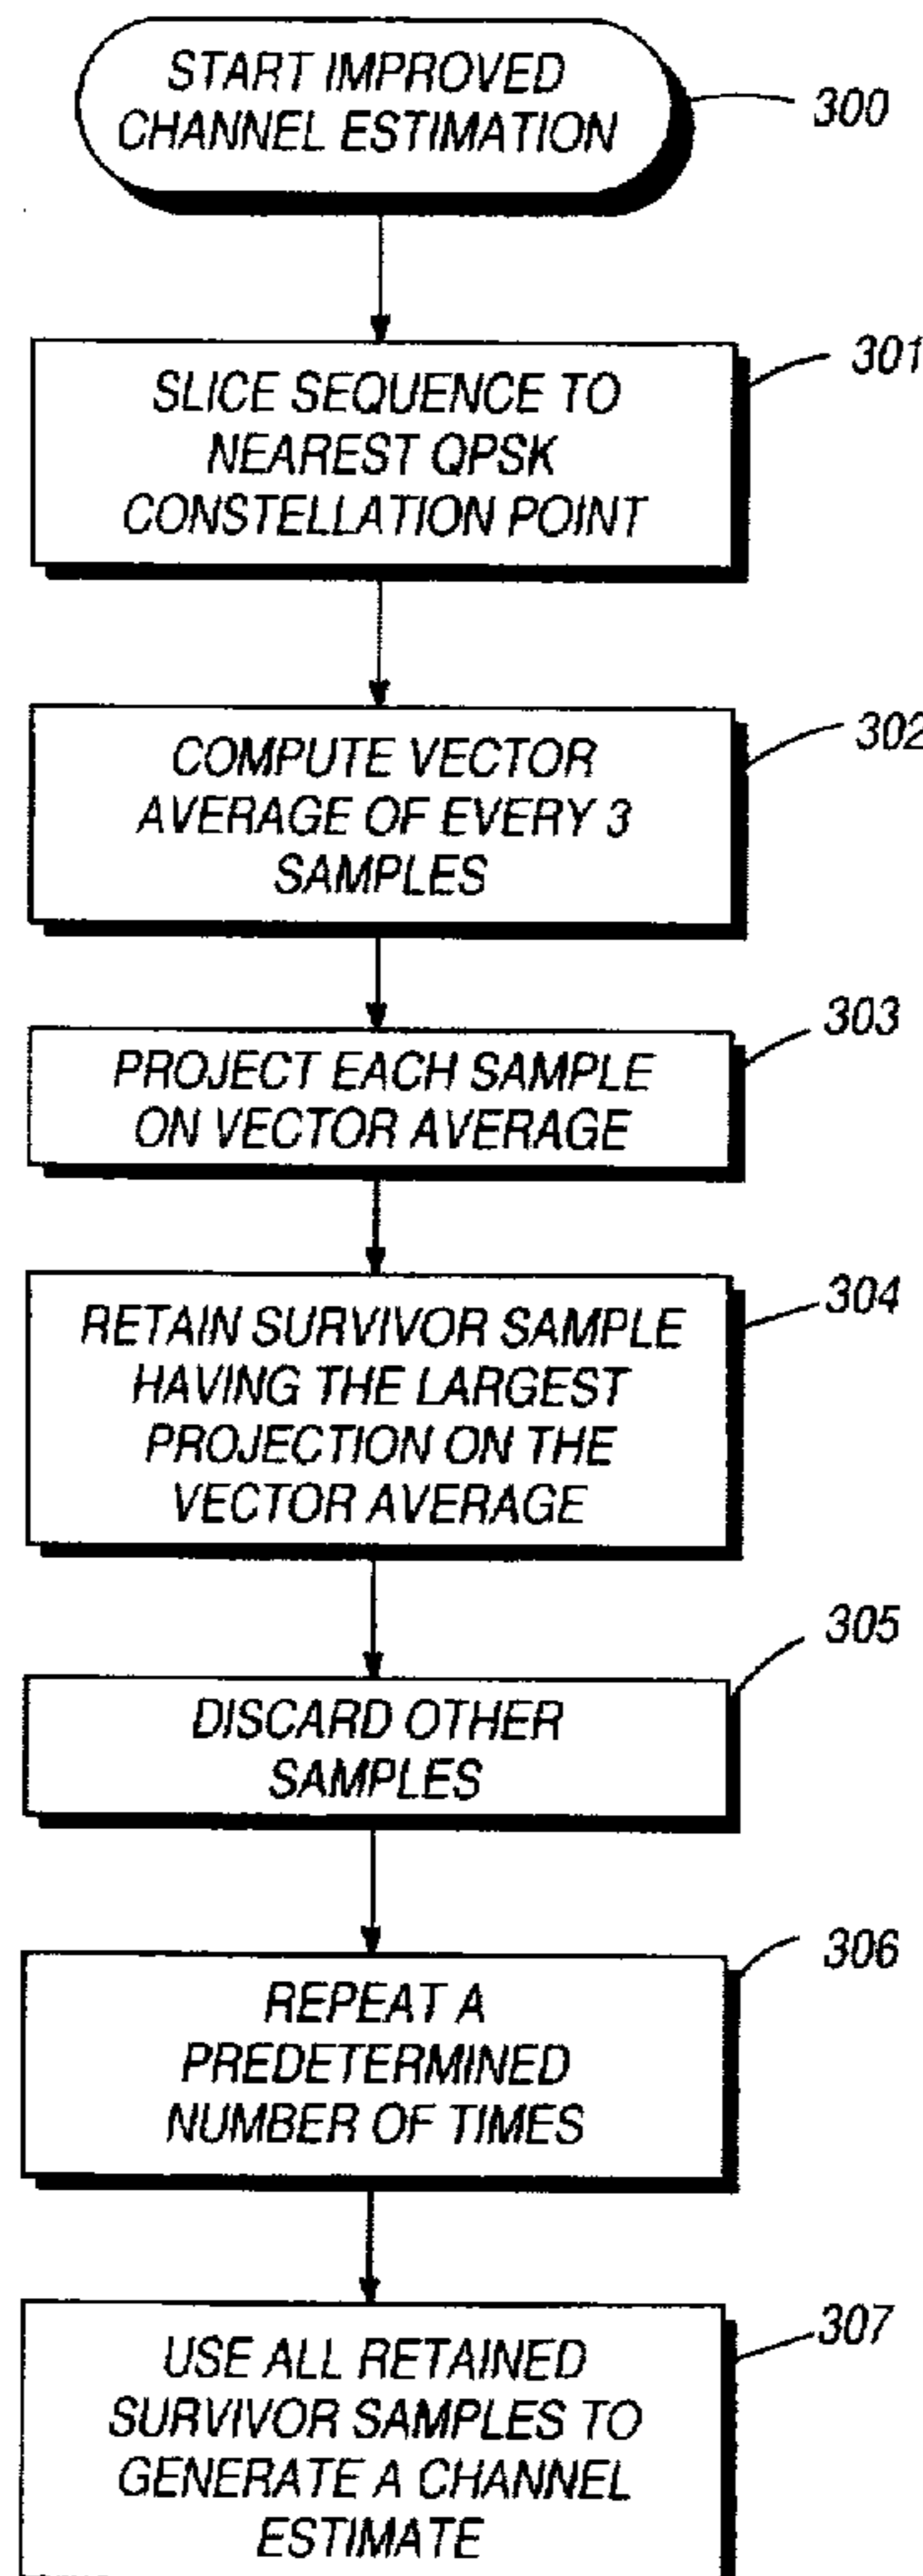 START IMPROVED
CHANNEL ESTIMATION
300
301
SLICE SEQUENCE TO
NEAREST QPSK
CONSTELLATION POINT
302
COMPUTE VECTOR
AVERAGE OF EVERY 3
SAMPLES
303
PROJECT EACH SAMPLE
ON VECTOR AVERAGE
304
RETAIN SURVIVOR SAMPLE
HAVING THE LARGEST
PROJECTION ON THE
VECTOR AVERAGE
305
DISCARD OTHER
SAMPLES
306
REPEAT A
PREDETERMINED
NUMBER OF TIMES
307
USE ALL RETAINED
SURVIVOR SAMPLES TO
GENERATE A CHANNEL
ESTIMATE